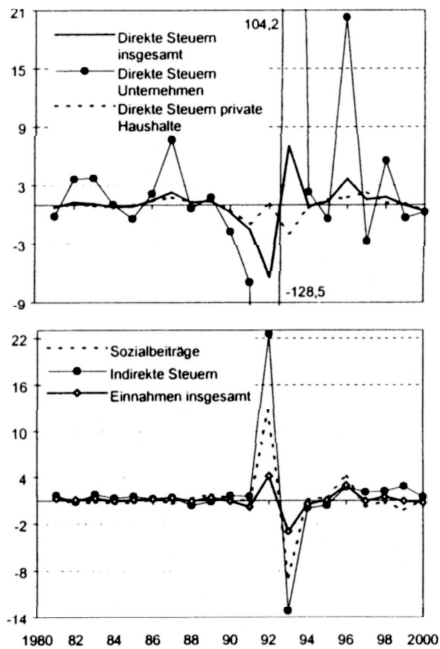 21
15
9
3
-3
-9
104,2
-128,5
Direkte Steuern
insgesamt
Direkte Steuern
Unternehmen
Direkte Steuern private
Haushalte
22
16
10
4
-2
-8
-14
Sozialbeiträge
Indirekte Steuern
Einnahmen insgesamt
1980 82 84 86 88 90 92 94 96 98 2000